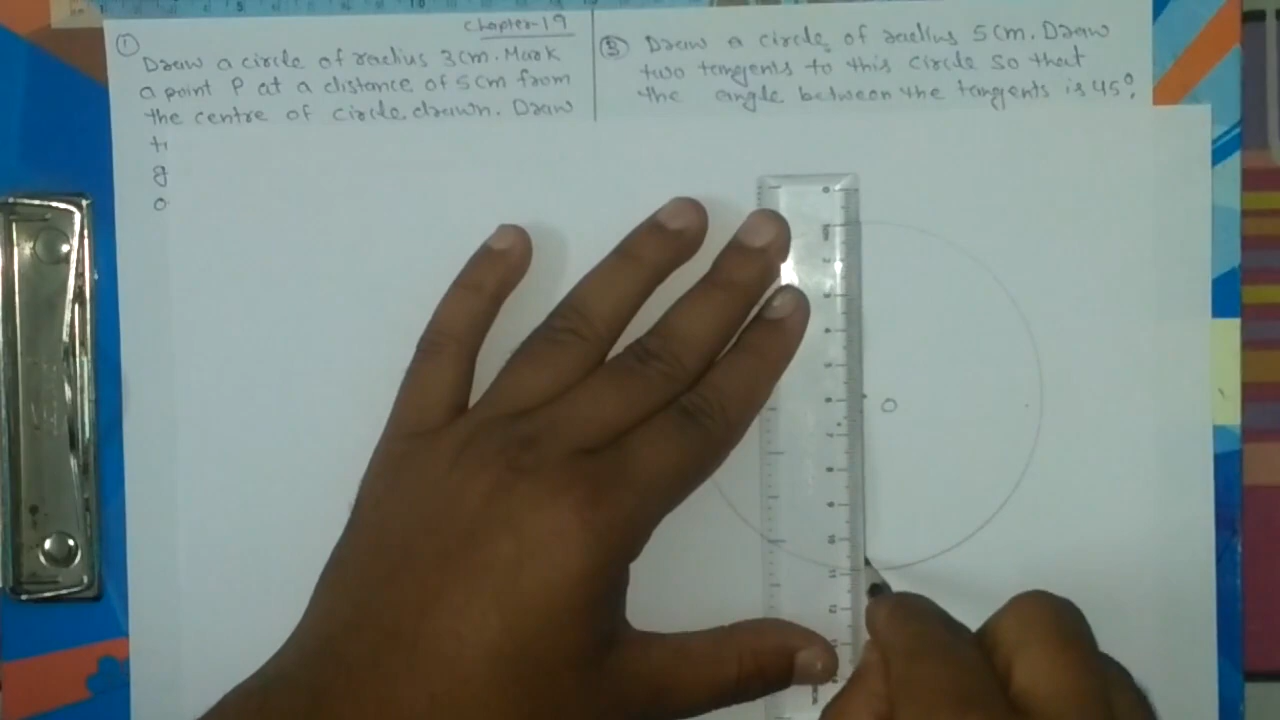 Chapter-19
①
Draw a circle of radius 3cm. Mark
a point P at a distance of 5cm from
the centre of circle drawn. Draw
③ Draw a circle of radius 5cm. Draw
two tangents to this circle so that
the angle between the tangents is 45°.
O